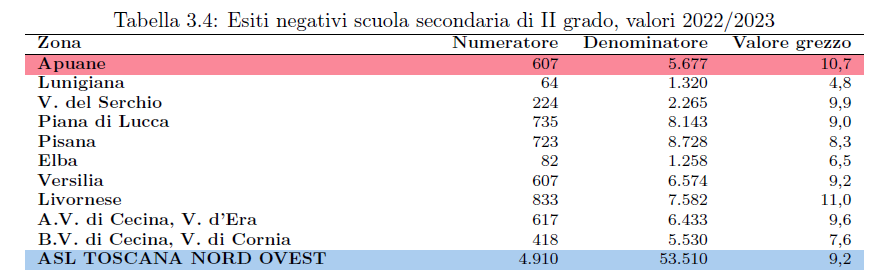 Tabella 3.4: Esiti negativi scuola secondaria di II grado, valori 2022/2023
Zona Numeratore Denominatore Valore grezzo
Apuane 607 5.677 10,7
Lunigiana 64 1.320 4,8
V. del Serchio 224 2.265 9,9
Piana di Lucca 735 8.143 9,0
Pisana 723 8.728 8,3
Elba 82 1.258 6,5
Versilia 607 6.574 9,2
Livornese 833 7.582 11,0
A.V. di Cecina, V. d'Era 617 6.433 9,6
B.V. di Cecina, V. di Cornia 418 5.530 7,6
ASL TOSCANA NORD OVEST 4.910 53.510 9,2